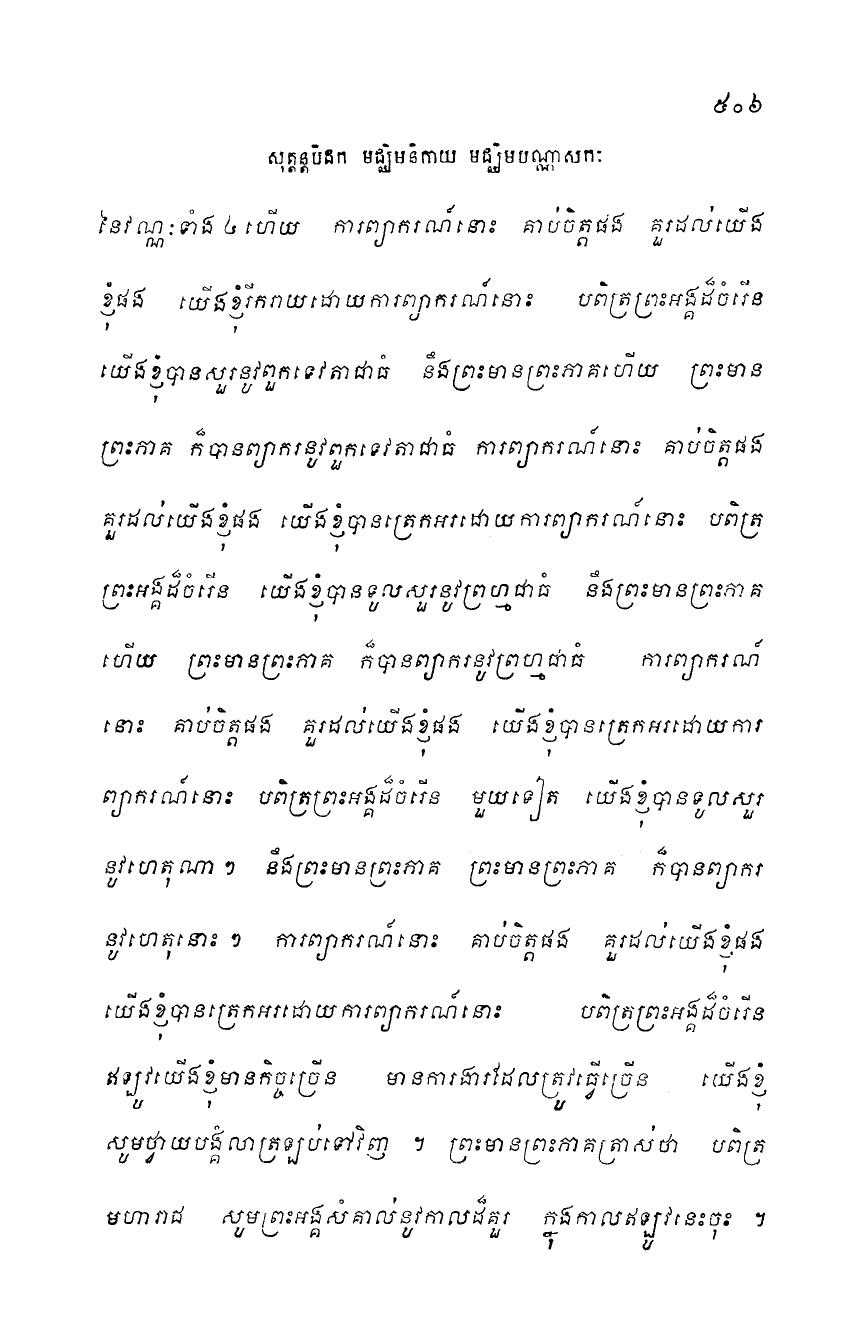 ៥០៦
សុត្តន្តបិដក មជ្ឈិមនិកាយ មជ្ឈិមបណ្ណាសកៈ
នៃវណ្ណៈទាំង ៤ ហើយ ការព្យាករណ៍នោះ គាប់ចិត្តផង គួរដល់យើង
ខ្ញុំផង យើងខ្ញុំរីករាយដោយការព្យាករណ៍នោះ បពិត្រព្រះអង្គដ៏ចំរើន
យើងខ្ញុំបានសួរនូវពួកទេវតាជាធំ នឹងព្រះមានព្រះភាគហើយ ព្រះមាន
ព្រះភាគ ក៏បានព្យាករនូវពួកទេវតាជាធំ ការព្យាករណ៍នោះ គាប់ចិត្តផង
គួរដល់យើងខ្ញុំផង យើងខ្ញុំបានត្រេកអរដោយការព្យាករណ៍នោះ បពិត្រ
ព្រះអង្គដ៏ចំរើន យើងខ្ញុំបានទូលសួរនូវព្រហ្មជាធំ នឹងព្រះមានព្រះភាគ
ហើយ ព្រះមានព្រះភាគ ក៏បានព្យាករនូវព្រហ្មជាធំ ការព្យាករណ៍
នោះ គាប់ចិត្តផង គួរដល់យើងខ្ញុំផង យើងខ្ញុំបានត្រេកអរដោយការ
ព្យាករណ៍នោះ បពិត្រព្រះអង្គដ៏ចំរើន មួយទៀត យើងខ្ញុំបានទូលសួរ
នូវហេតុណា ៗ នឹងព្រះមានព្រះភាគ ព្រះមានព្រះភាគ ក៏បានព្យាករ
នូវហេតុនោះ ៗ ការព្យាករណ៍នោះ គាប់ចិត្តផង គួរដល់យើងខ្ញុំផង
យើងខ្ញុំបានត្រេកអរដោយការព្យាករណ៍នោះ បពិត្រព្រះអង្គដ៏ចំរើន
ឥឡូវយើងខ្ញុំមានកិច្ចច្រើន មានការងារដែលត្រូវធ្វើច្រើន យើងខ្ញុំ
សូមថ្វាយបង្គំលាត្រឡប់ទៅវិញ ។ ព្រះមានព្រះភាគត្រាស់ថា បពិត្រ
មហារាជ សូមព្រះអង្គសំគាល់នូវកាលដ៏គួរ ក្នុងកាលឥឡូវនេះចុះ ។